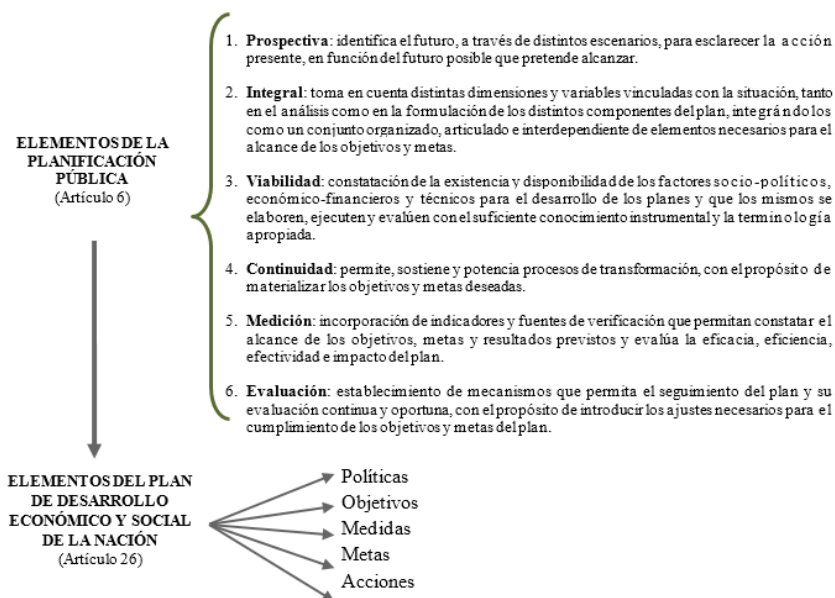 ELEMENTOS DE LA
PLANIFICACIÓN
PÚBLICA
(Artículo 6)
1. Prospectiva: identifica el futuro, a través de distintos escenarios, para esclarecer la acción
presente, en función del futuro posible que pretende alcanzar.
2. Integral: toma en cuenta distintas dimensiones y variables vinculadas con la situación, tanto
en el análisis como en la formulación de los distintos componentes del plan, integrándolos
como un conjunto organizado, articulado e interdependiente de elementos necesarios para el
alcance de los objetivos y metas.
3. Viabilidad: constatación de la existencia y disponibilidad de los factores socio-políticos,
económico-financieros y técnicos para el desarrollo de los planes y que los mismos se
elaboren, ejecuten y evalúen con el suficiente conocimiento instrumental y la terminología
apropiada.
4. Continuidad: permite, sostiene y potencia procesos de transformación, con el propósito de
materializar los objetivos y metas deseadas.
5. Medición: incorporación de indicadores y fuentes de verificación que permitan constatar el
alcance de los objetivos, metas y resultados previstos y evalúa la eficacia, eficiencia,
efectividad e impacto del plan.
6. Evaluación: establecimiento de mecanismos que permita el seguimiento del plan y su
evaluación continua y oportuna, con el propósito de introducir los ajustes necesarios para el
cumplimiento de los objetivos y metas del plan.
ELEMENTOS DEL PLAN
DE DESARROLLO
ECONÓMICO Y SOCIAL
DE LA NACIÓN
(Artículo 26)
Políticas
Objetivos
Medidas
Metas
Acciones